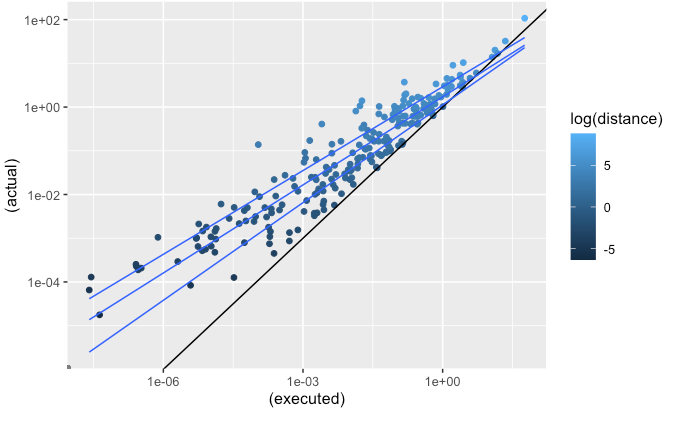 1e+02
1e+00
1e-02
1e-04
(actual)
1e-06
1e-03
1e+00
(executed)
log(distance)
5
0
-5